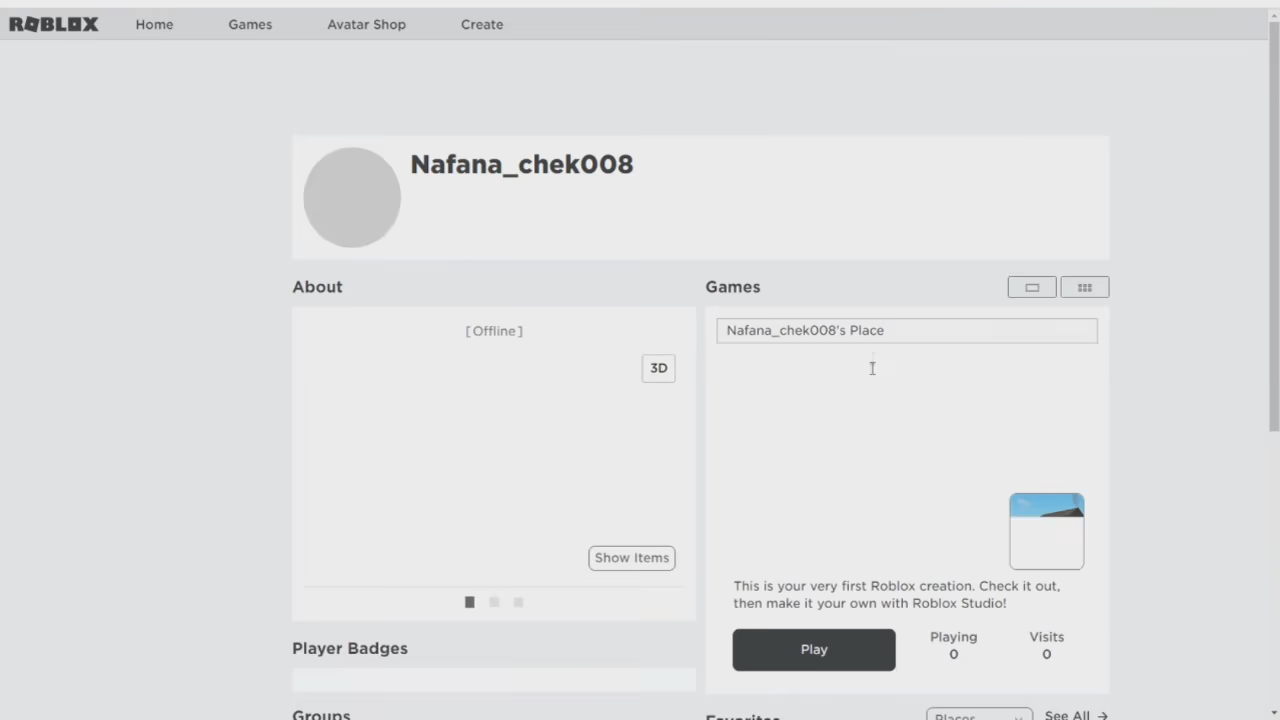 ROBLOX Home Games Avatar Shop Create
Nafana_chek008
About
[ Offline ]
3D
Show Items
Player Badges
Groups
Games
Nafana_chek008's Place
This is your very first Roblox creation. Check it out,
then make it your own with Roblox Studio!
Play
Playing
0
Visits
0
Favorites
Places
See All